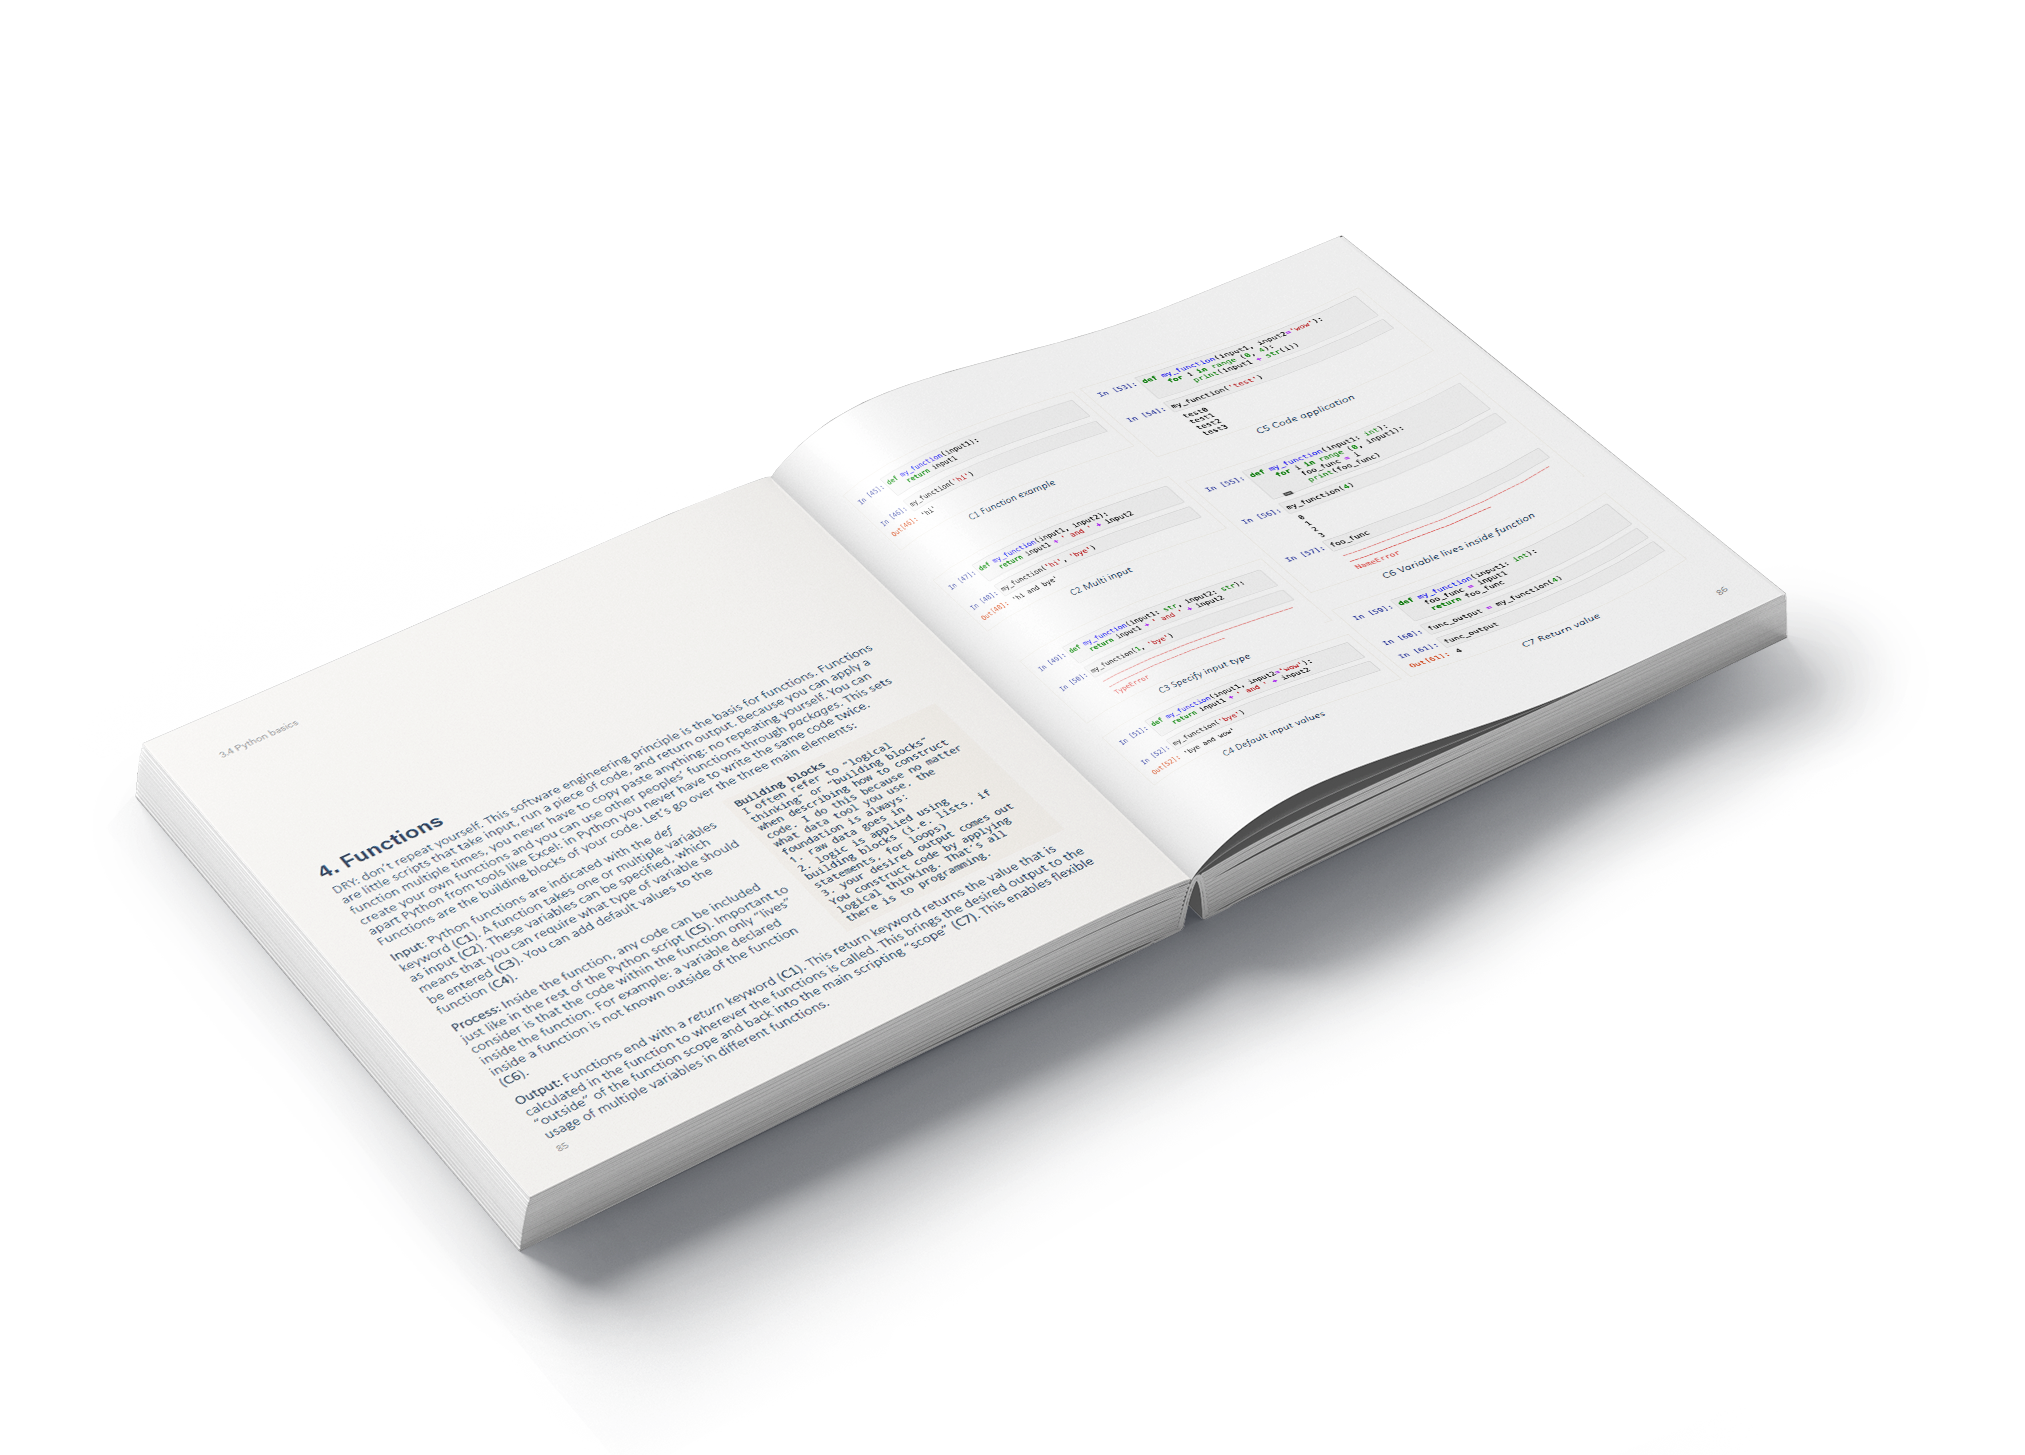 3.4 Python basics
4. Functions
DRY: don't repeat yourself. This software engineering principle is the basis for functions. Functions
are little scripts that take input, run a piece of code, and return output. Because you can apply a
function multiple times, you never have to copy paste anything: no repeating yourself. You can
create your own functions and you can use other peoples' functions through packages. This sets
apart Python from tools like Excel: in Python you never have to write the same code twice.
Functions are the building blocks of your code. Let's go over the three main elements:
Input: Python functions are indicated with the def
keyword (C1). A function takes one or multiple variables
as input (C2). These variables can be specified, which
means that you can require what type of variable should
be entered (C3). You can add default values to the
function (C4).
Process: Inside the function, any code can be included
just like in the rest of the Python script (C5). Important to
consider is that the code within the function only "lives"
inside the function. For example: a variable declared
inside a function is not known outside of the function
(C6).
Building blocks
I often refer to "logical
thinking" or "building blocks"
when describing how to construct
code. I do this because no matter
what data tool you use, the
foundation is always:
1. raw data goes in
2. logic is applied using
building blocks (i.e. lists, if
statements, for loops)
3. your desired output comes out
You construct code by applying
logical thinking. That's all
there is to programming.
Output: Functions end with a return keyword (C1). This return keyword returns the value that is
calculated in the function to wherever the functions is called. This brings the desired output to the
"outside" of the function scope and back into the main scripting "scope" (C7). This enables flexible
usage of multiple variables in different functions.
85
In [45]: def my_function(input1):
return input1
In [46]: my_function('hi')
Out[46]: 'hi'
C1 Function example
In [47]: def my_function(input1, input2):
return input1 + ' and ' + input2
In [48]: my_function('hi', 'bye')
Out[48]: 'hi and bye'
C2 Multi input
In [49]: def my_function(input1: str, input2: str):
return input1 + ' and ' + input2
In [50]: my_function(1, 'bye')
TypeError
C3 Specify input type
In [51]: def my_function(input1, input2='wow'):
return input1 + ' and ' + input2
In [52]: my_function('bye')
Out[52]: 'bye and wow'
C4 Default input values
In [53]: def my_function(input1, input2='wow'):
for i in range (0, 4):
print(input1 + str(i))
In [54]: my_function('test')
test0
test1
test2
test3
C5 Code application
In [55]: def my_function(input1: int):
for i in range (0, input1):
foo_func = i
print(foo_func)
In [56]: my_function(4)
0
1
2
3
In [57]: foo_func
NameError
C6 Variable lives inside function
In [59]: def my_function(input1: int):
foo_func = input1
return foo_func
In [60]: func_output = my_function(4)
In [61]: func_output
Out[61]: 4
C7 Return value
86